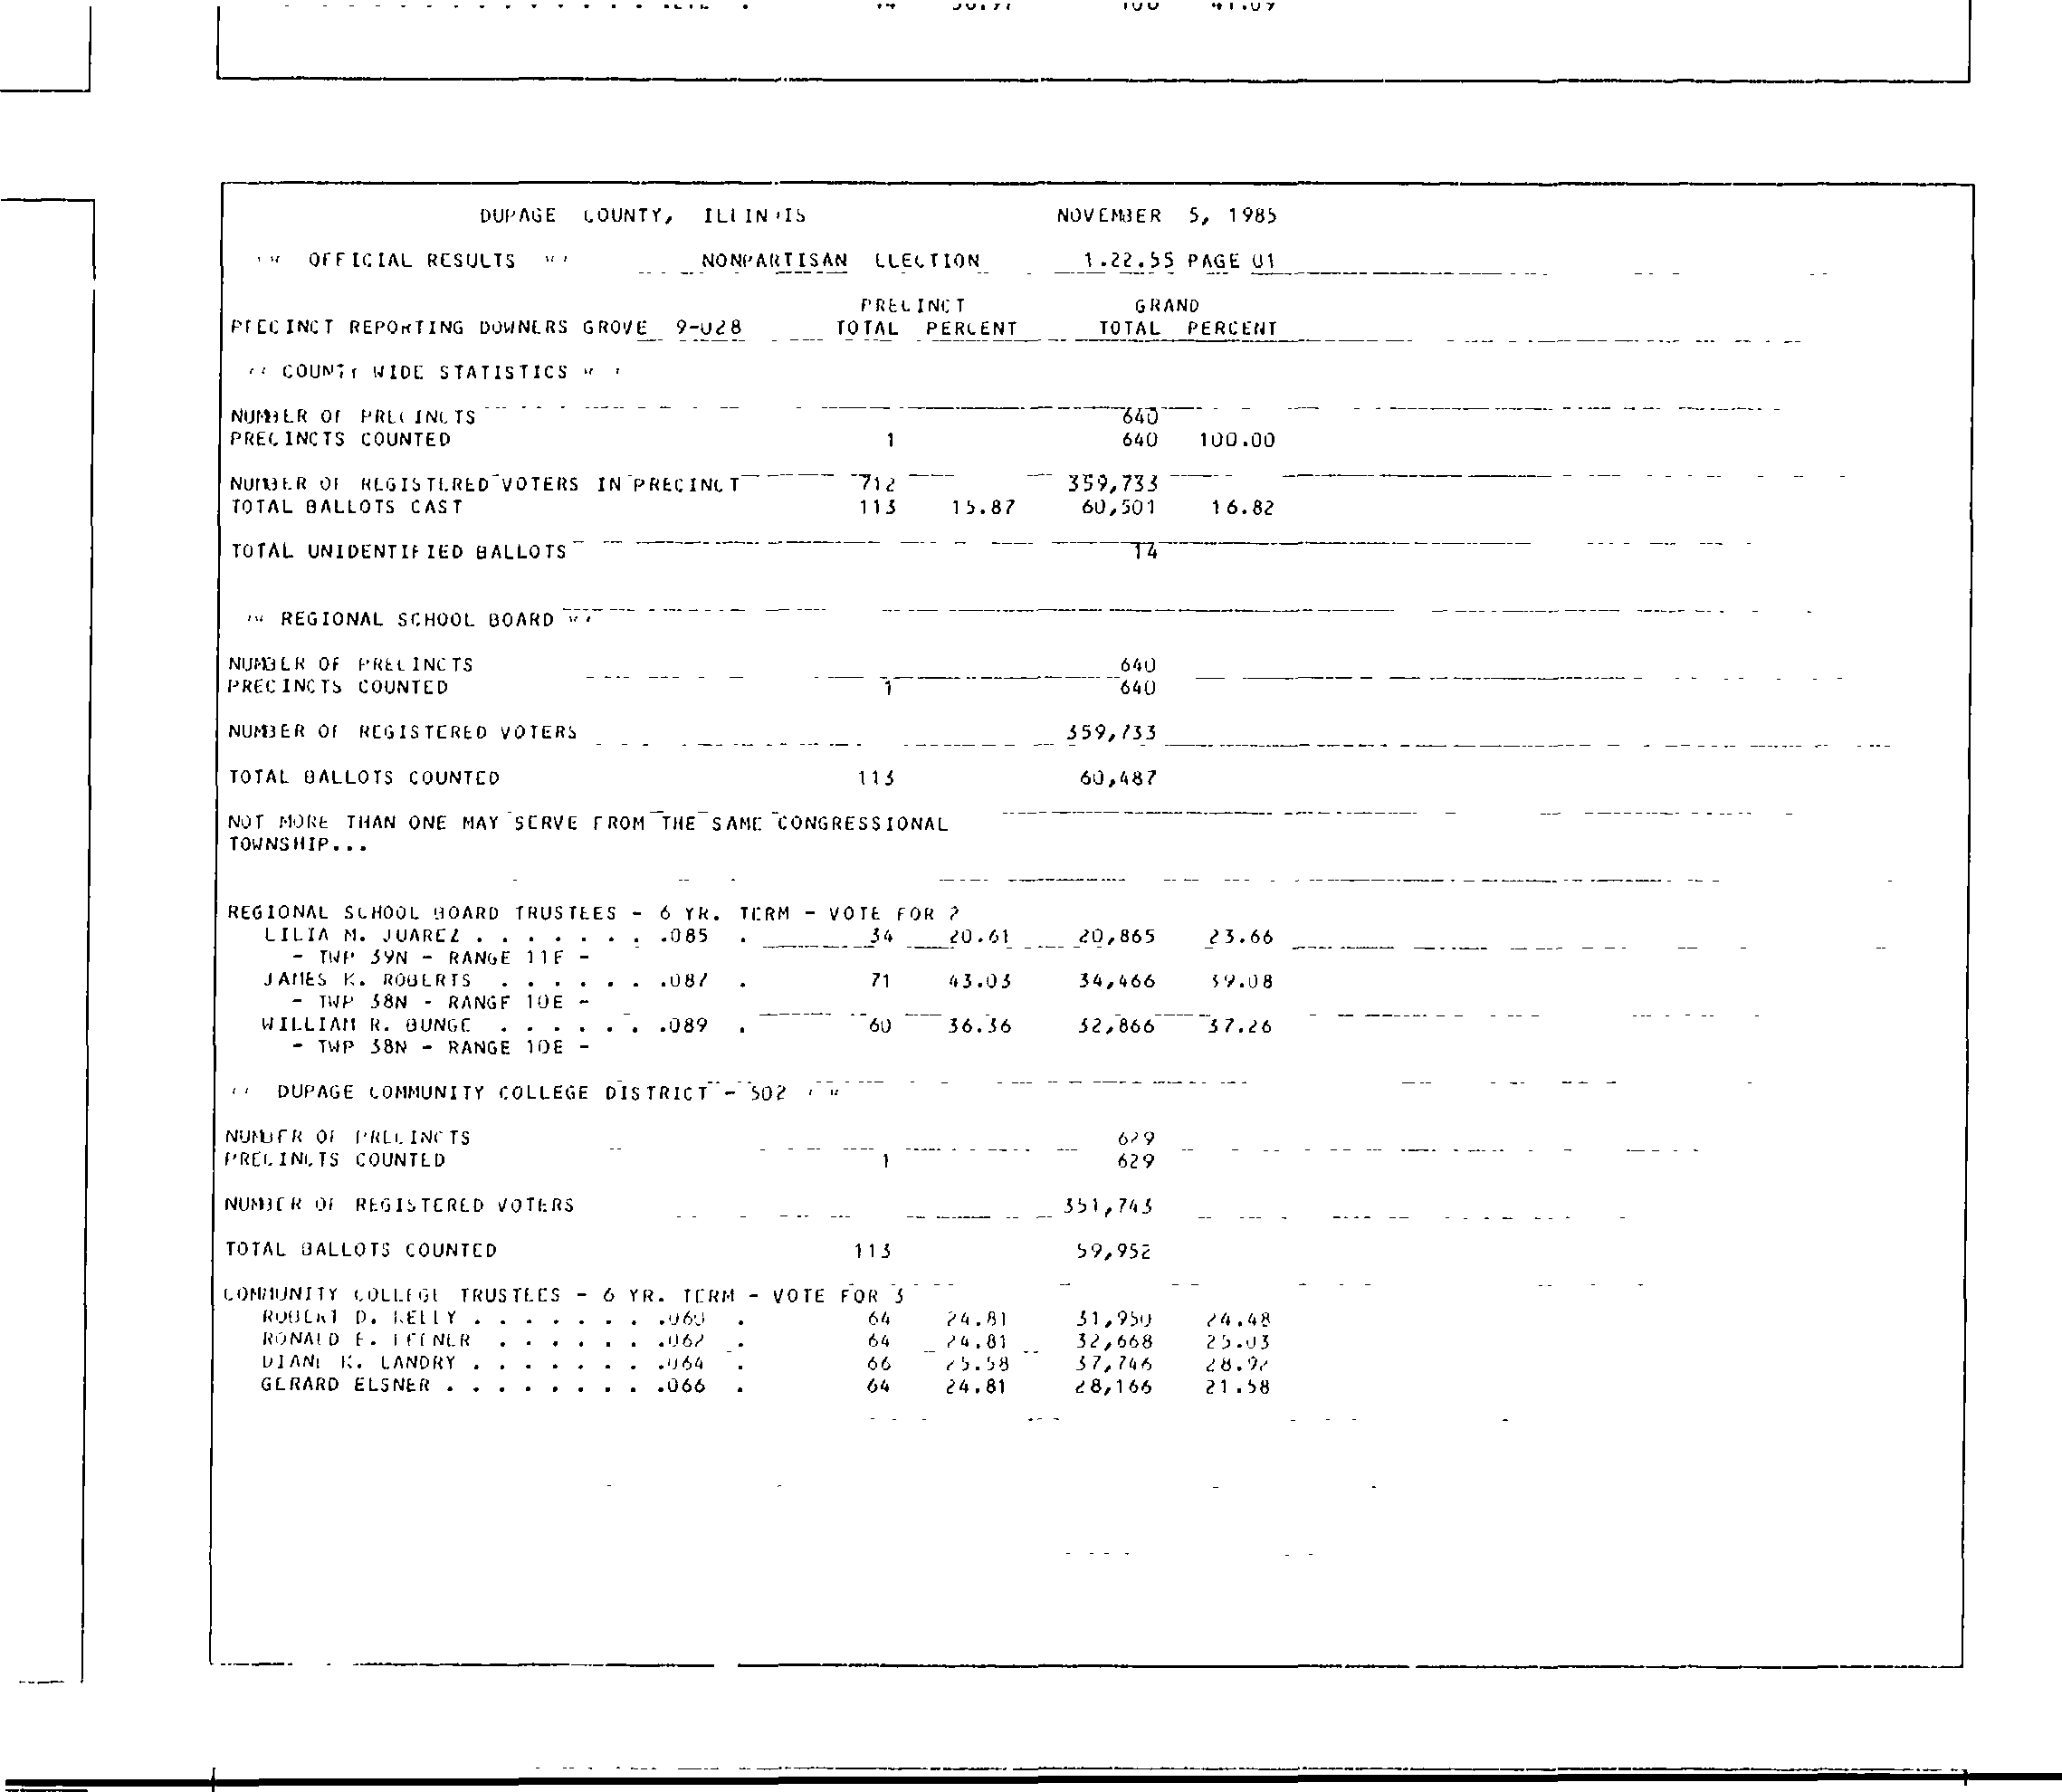 DUPAGE COUNTY, ILLINOIS NOVEMBER 5, 1985
OFFICIAL RESULTS NONPARTISAN ELECTION 1.22.55 PAGE 01
PRECINCT GRAND
PRECINCT REPORTING DOWNERS GROVE 9-028 TOTAL PERCENT TOTAL PERCENT
COUNTY WIDE STATISTICS
NUMBER OF PRECINCTS 640
PRECINCTS COUNTED 1 640 100.00
NUMBER OF REGISTERED VOTERS IN PRECINCT 712 359,733
TOTAL BALLOTS CAST 113 15.87 60,501 16.82
TOTAL UNIDENTIFIED BALLOTS 14
REGIONAL SCHOOL BOARD
NUMBER OF PRECINCTS 640
PRECINCTS COUNTED 1 640
NUMBER OF REGISTERED VOTERS 359,733
TOTAL BALLOTS COUNTED 113 60,487
NOT MORE THAN ONE MAY SERVE FROM THE SAME CONGRESSIONAL
TOWNSHIP...
REGIONAL SCHOOL BOARD TRUSTEES - 6 YR. TERM - VOTE FOR 2
LILIA M. JUAREZ . . . . . . . .085 . 34 20.61 20,865 23.66
- TWP 39N - RANGE 11E -
JAMES K. ROBERTS . . . . . . .087 . 71 43.03 34,466 39.08
- TWP 38N - RANGE 10E -
WILLIAM R. BUNGE . . . . . . .089 . 60 36.36 32,866 37.26
- TWP 38N - RANGE 10E -
DUPAGE COMMUNITY COLLEGE DISTRICT - 502
NUMBER OF PRECINCTS 629
PRECINCTS COUNTED 1 629
NUMBER OF REGISTERED VOTERS 351,743
TOTAL BALLOTS COUNTED 113 59,952
COMMUNITY COLLEGE TRUSTEES - 6 YR. TERM - VOTE FOR 3
ROBERT D. KELLY . . . . . . . .060 . 64 24.81 31,950 24.48
RONALD E. . . . . . . .062 . 64 24.81 32,668 25.03
DIANE K. LANDRY . . . . . . . .064 . 66 25.58 37,746 28.92
GERARD ELSNER . . . . . . . . .066 . 64 24.81 28,166 21.58